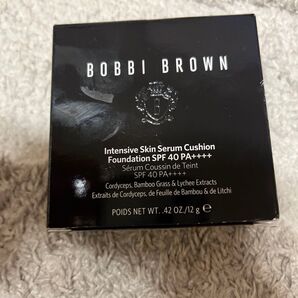 BOBBI BROWN
Intensive Skin Serum Cushion
Foundation SPF 40 PA++++
Sérum Coussin de Teint
SPF 40 PA++++
Cordyceps, Bamboo Grass & Lychee Extracts
Extraits de Cordyceps, de Feuille de Bambou & de Litchi
POIDS NET WT. .42 OZ./12 g ℮